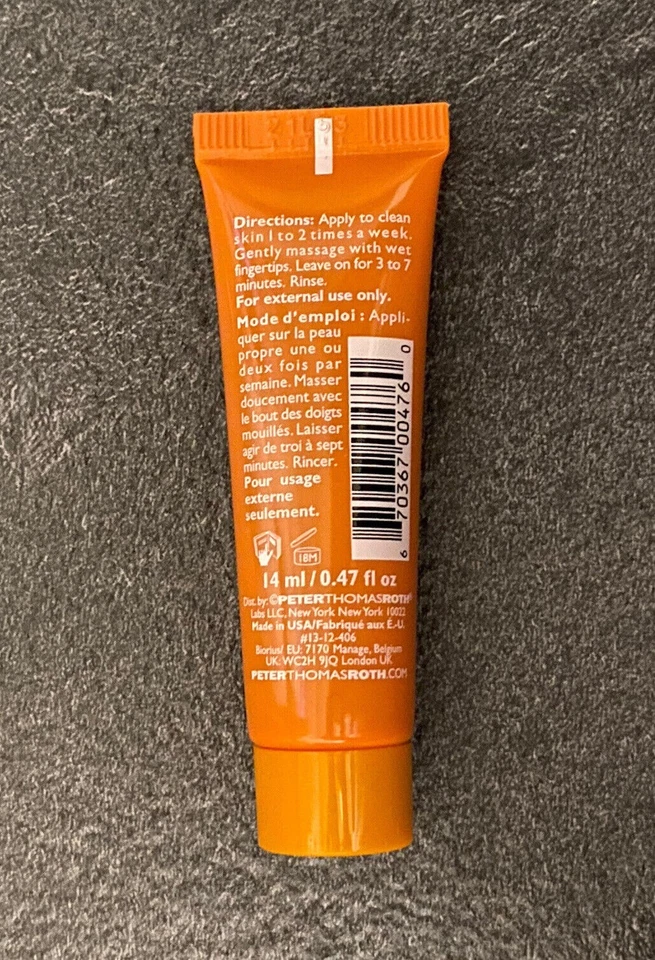 Directions: Apply to clean
skin 1 to 2 times a week.
Gently massage with wet
fingertips. Leave on for 3 to 7
minutes. Rinse.
For external use only.
Mode d'emploi : Appli-
quer sur la peau
propre une ou
deux fois par
semaine. Masser
doucement avec
le bout des doigts
mouillés. Laisser
agir de troi à sept
minutes. Rincer.
Pour usage
externe
seulement.
6 70367 00476 0
18M
14 ml / 0.47 fl oz
Dist. by: ©PETERTHOMASROTH®
Labs LLC, New York New York 10022
Made in USA/Fabriqué aux É.-U.
#13-12-406
Biorius/ EU: 7170 Manage, Belgium
UK: WC2H 9JQ London UK
PETERTHOMASROTH.COM